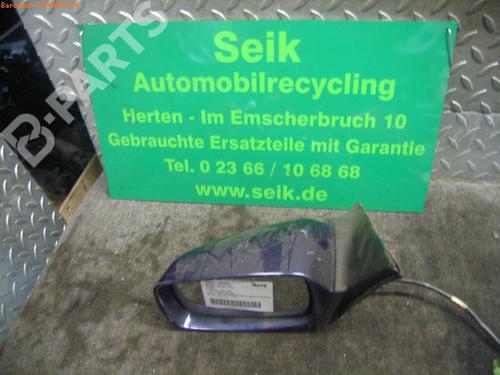 B-PARTS
Seik
Automobilrecycling
Herten - Im Emscherbruch 10
Gebrauchte Ersatzteile mit Garantie
Tel. 0 23 66 / 10 68 68
www.seik.de